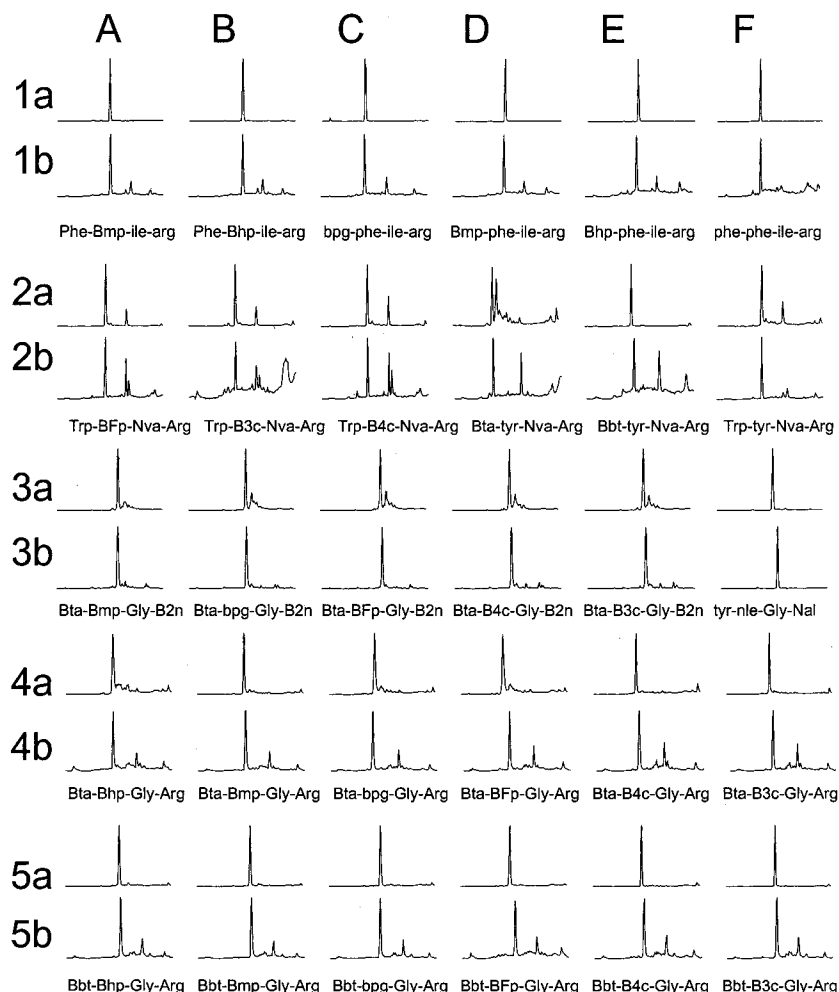 A B C D E F
1a
1b
Phe-Bmp-ile-arg Phe-Bhp-ile-arg bpg-phe-ile-arg Bmp-phe-ile-arg Bhp-phe-ile-arg phe-phe-ile-arg
2a
2b
Trp-BFp-Nva-Arg Trp-B3c-Nva-Arg Trp-B4c-Nva-Arg Bta-tyr-Nva-Arg Bbt-tyr-Nva-Arg Trp-tyr-Nva-Arg
3a
3b
Bta-Bmp-Gly-B2n Bta-bpg-Gly-B2n Bta-BFp-Gly-B2n Bta-B4c-Gly-B2n Bta-B3c-Gly-B2n tyr-nle-Gly-Nal
4a
4b
Bta-Bhp-Gly-Arg Bta-Bmp-Gly-Arg Bta-bpg-Gly-Arg Bta-BFp-Gly-Arg Bta-B4c-Gly-Arg Bta-B3c-Gly-Arg
5a
5b
Bbt-Bhp-Gly-Arg Bbt-Bmp-Gly-Arg Bbt-bpg-Gly-Arg Bbt-BFp-Gly-Arg Bbt-B4c-Gly-Arg Bbt-B3c-Gly-Arg